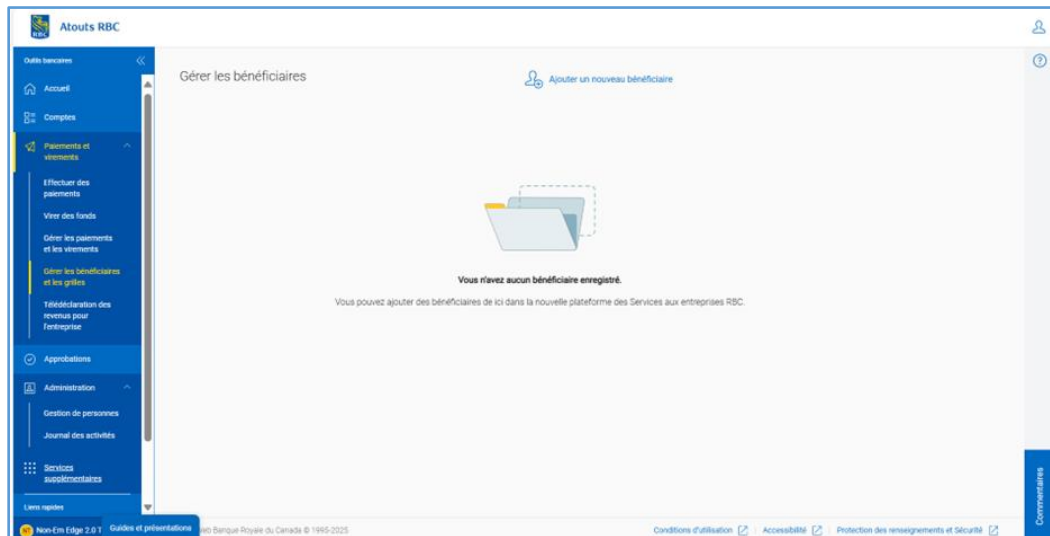 RBC
Atouts RBC
Outils bancaires
Accueil
Comptes
Paiements et
virements
Effectuer des
paiements
Virer des fonds
Gérer les paiements
et les virements
Gérer les bénéficiaires
et les grilles
Télédéclaration des
revenus pour
l'entreprise
Approbations
Administration
Gestion de personnes
Journal des activités
Services
supplémentaires
Liens rapides
NT Non-Em Edge 2.0 T
Guides et présentations
Gérer les bénéficiaires
Ajouter un nouveau bénéficiaire
Vous n'avez aucun bénéficiaire enregistré.
Vous pouvez ajouter des bénéficiaires de ici dans la nouvelle plateforme des Services aux entreprises RBC.
Web Banque Royale du Canada © 1995-2025
Conditions d'utilisation | Accessibilité | Protection des renseignements et Sécurité
Commentaires